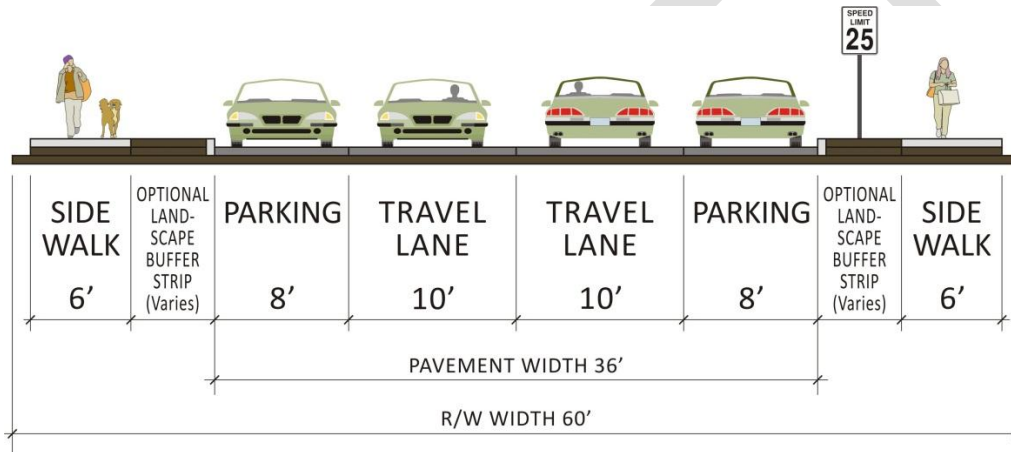 SPEED
LIMIT
25
SIDE
WALK
6’
OPTIONAL
LAND-
SCAPE
BUFFER
STRIP
(Varies)
PARKING
8’
TRAVEL
LANE
10’
TRAVEL
LANE
10’
PARKING
8’
OPTIONAL
LAND-
SCAPE
BUFFER
STRIP
(Varies)
SIDE
WALK
6’
PAVEMENT WIDTH 36’
R/W WIDTH 60’